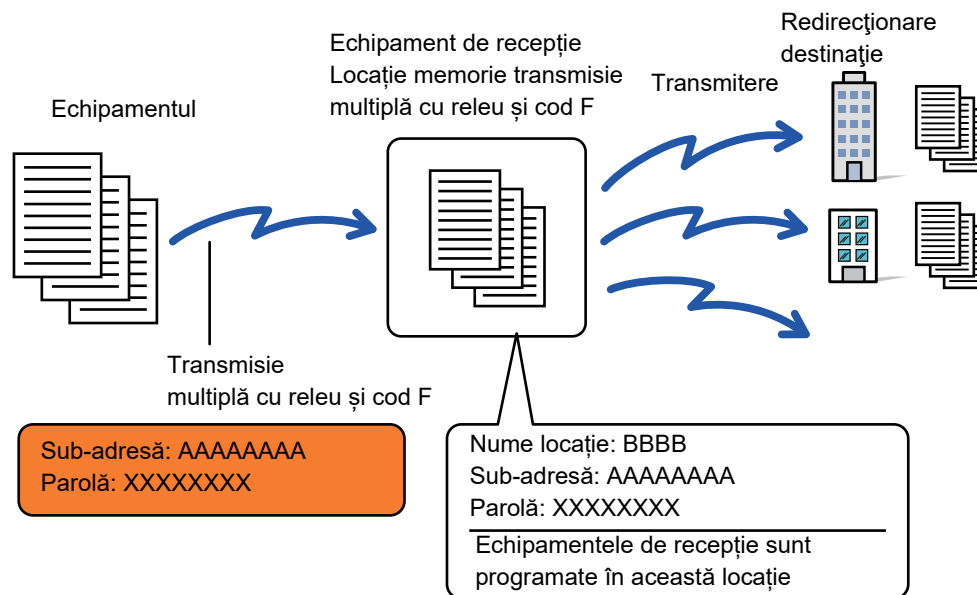 Echipamentul
Echipament de recepție
Locație memorie transmisie
multiplă cu releu și cod F
Transmitere
Redirecţionare
destinaţie
Transmisie
multiplă cu releu și cod F
Sub-adresă: AAAAAAAA
Parolă: XXXXXXXX
Nume locație: BBBB
Sub-adresă: AAAAAAAA
Parolă: XXXXXXXX
Echipamentele de recepție sunt
programate în această locație